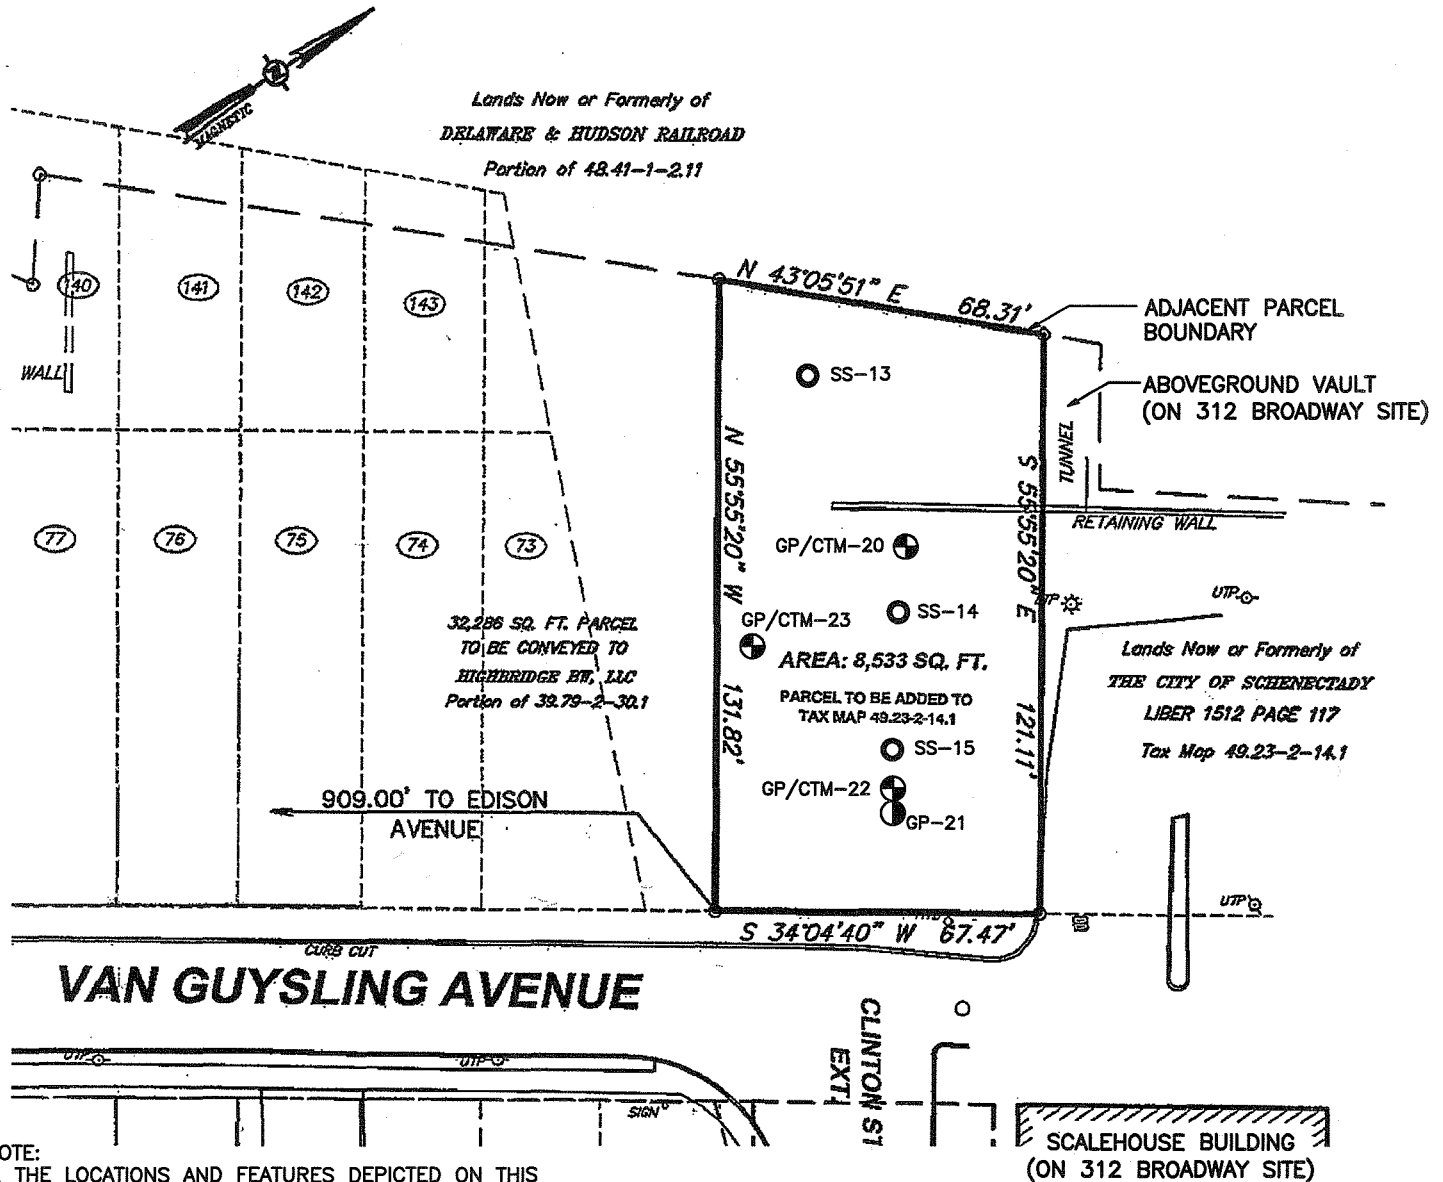 MAGNETIC
Lands Now or Formerly of
DELAWARE & HUDSON RAILROAD
Portion of 48.41-1-2.11
N 43°05'51" E
68.31'
ADJACENT PARCEL
BOUNDARY
ABOVEGROUND VAULT
(ON 312 BROADWAY SITE)
140
141
142
143
WALL
SS-13
TUNNEL
N 55°55'20" W
131.82'
S 55°55'20" E
121.11'
RETAINING WALL
77
76
75
74
73
GP/CTM-20
SS-14
GP/CTM-23
UTP
32,286 SQ. FT. PARCEL
TO BE CONVEYED TO
HIGHBRIDGE BW, LLC
Portion of 39.79-2-30.1
AREA: 8,533 SQ. FT.
PARCEL TO BE ADDED TO
TAX MAP 49.23-2-14.1
Lands Now or Formerly of
THE CITY OF SCHENECTADY
LIBER 1512 PAGE 117
Tax Map 49.23-2-14.1
SS-15
GP/CTM-22
GP-21
909.00' TO EDISON
AVENUE
UTP
S 34°04'40" W 67.47'
CURB CUT
VAN GUYSLING AVENUE
CLINTON ST
EXT.
UTP
UTP
SIGN
SCALEHOUSE BUILDING
(ON 312 BROADWAY SITE)
OTE:
THE LOCATIONS AND FEATURES DEPICTED ON THIS